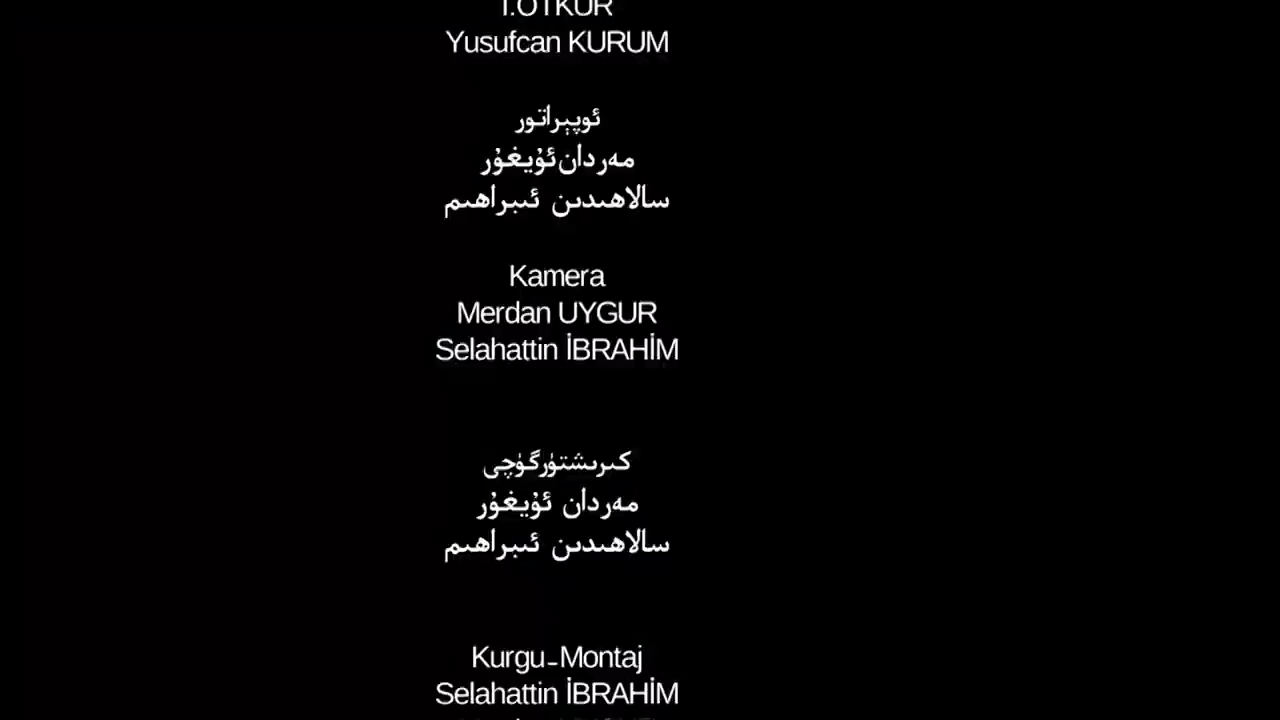 İ.ÖTKÜR
Yusufcan KURUM
ئوپېراتور
مەردان ئۇيغۇر
سالاھىدىن ئىبراھىم
Kamera
Merdan UYGUR
Selahattin İBRAHİM
كىرىشتۈرگۈچى
مەردان ئۇيغۇر
سالاھىدىن ئىبراھىم
Kurgu-Montaj
Selahattin İBRAHİM